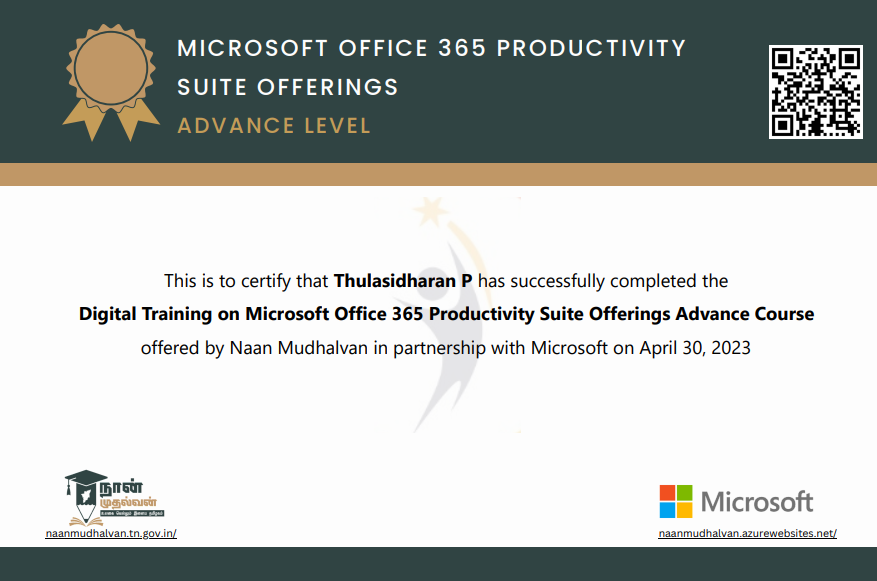 MICROSOFT OFFICE 365 PRODUCTIVITY
SUITE OFFERINGS
ADVANCE LEVEL
This is to certify that Thulasidharan P has successfully completed the
Digital Training on Microsoft Office 365 Productivity Suite Offerings Advance Course
offered by Naan Mudhalvan in partnership with Microsoft on April 30, 2023
நான்
முதல்வன்
naanmudhalvan.tn.gov.in/
Microsoft
naanmudhalvan.azurewebsites.net/